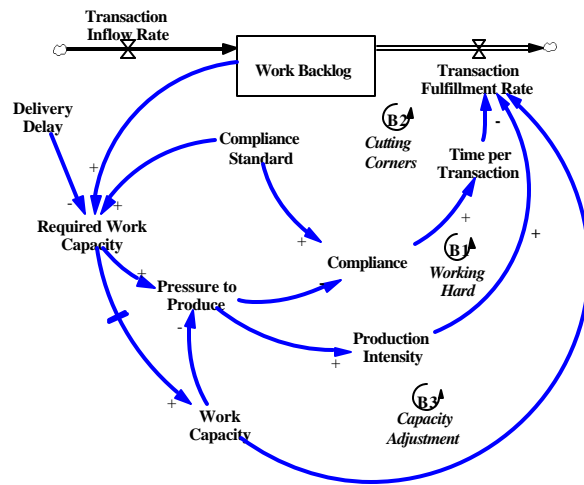 Transaction
Inflow Rate
Work Backlog
Transaction
Fulfillment Rate
Delivery
Delay
B2
Cutting
Corners
-
Compliance
Standard
Time per
Transaction
+
-
+
+
+
+
Required Work
Capacity
B1
Working
Hard
Compliance
+
Pressure to
Produce
-
-
Production
Intensity
+
B3
Capacity
Adjustment
+
Work
Capacity